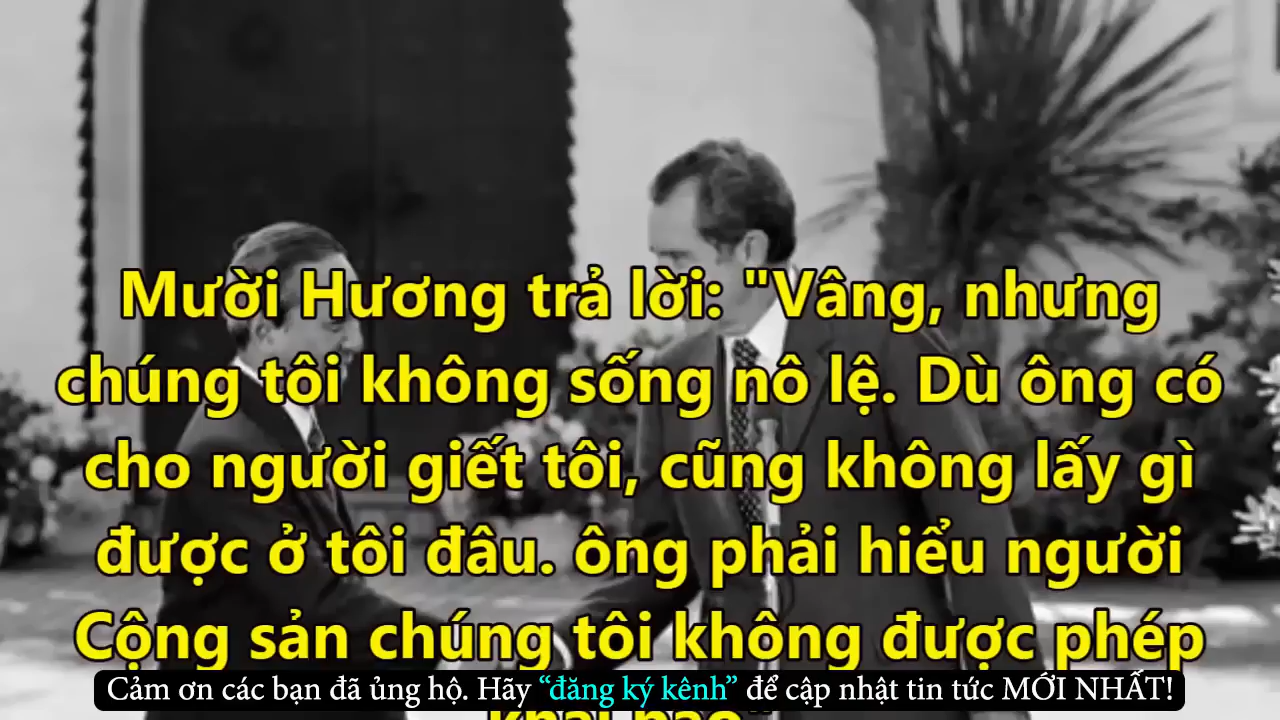 Mười Hương trả lời: "Vâng, nhưng
chúng tôi không sống nô lệ. Dù ông có
cho người giết tôi, cũng không lấy gì
được ở tôi đâu. ông phải hiểu người
Cộng sản chúng tôi không được phép
Cảm ơn các bạn đã ủng hộ. Hãy “đăng ký kênh” để cập nhật tin tức MỚI NHẤT!